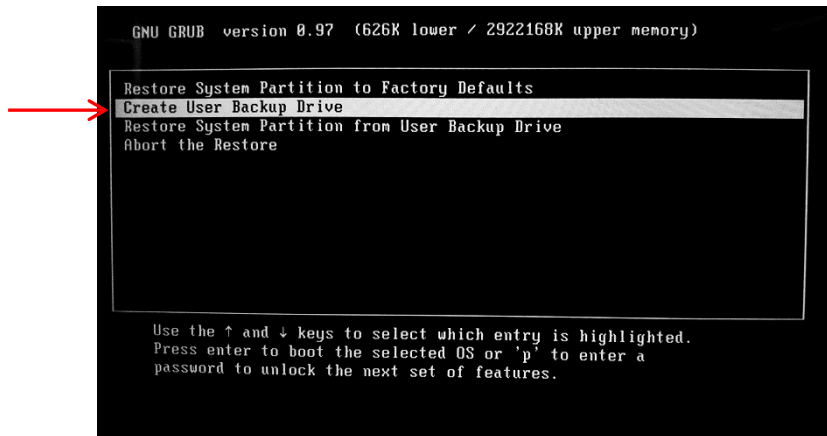 GNU GRUB version 0.97 (626K lower / 2922168K upper memory)
Restore System Partition to Factory Defaults
Create User Backup Drive
Restore System Partition from User Backup Drive
Abort the Restore
Use the ↑ and ↓ keys to select which entry is highlighted.
Press enter to boot the selected OS or 'p' to enter a
password to unlock the next set of features.